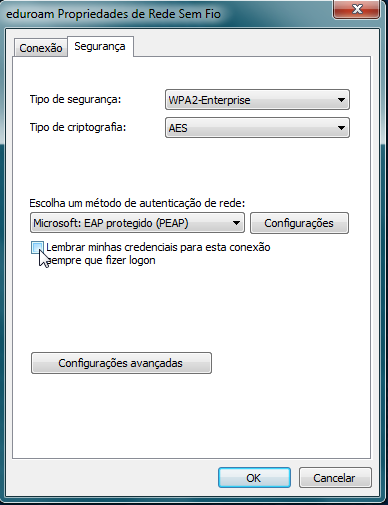 eduroam Propriedades de Rede Sem Fio
Conexão
Segurança
Tipo de segurança:
WPA2-Enterprise
Tipo de criptografia:
AES
Escolha um método de autenticação de rede:
Microsoft: EAP protegido (PEAP)
Configurações
Lembrar minhas credenciais para esta conexão
sempre que fizer logon
Configurações avançadas
OK
Cancelar